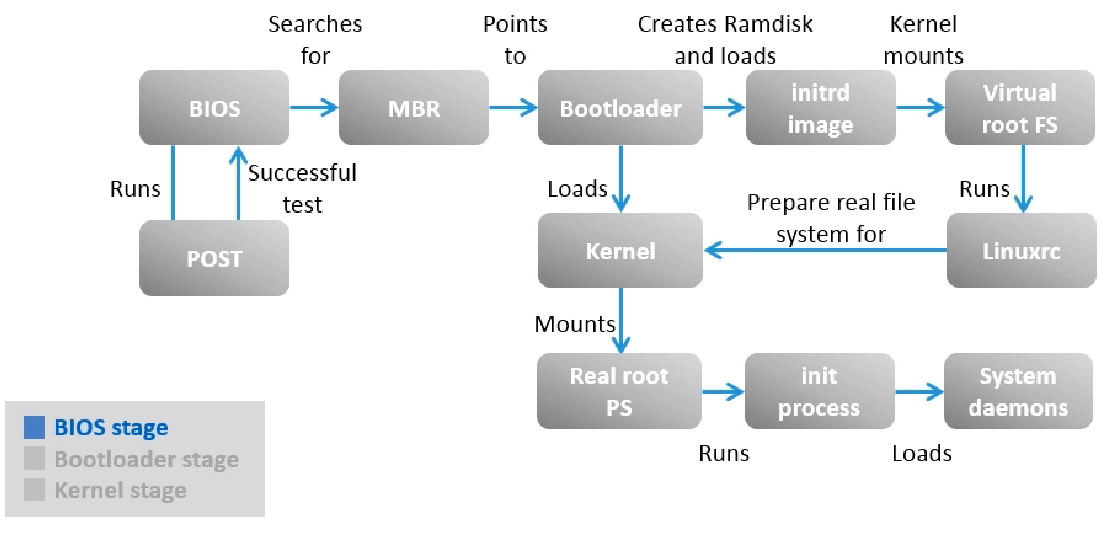 Searches
for
Points
to
Creates Ramdisk
and loads
Kernel
mounts
BIOS
MBR
Bootloader
initrd
image
Virtual
root FS
Runs
Successful
test
Loads
Prepare real file
system for
Runs
POST
Kernel
Linuxrc
Mounts
Real root
PS
init
process
System
daemons
Runs
Loads
BIOS stage
Bootloader stage
Kernel stage